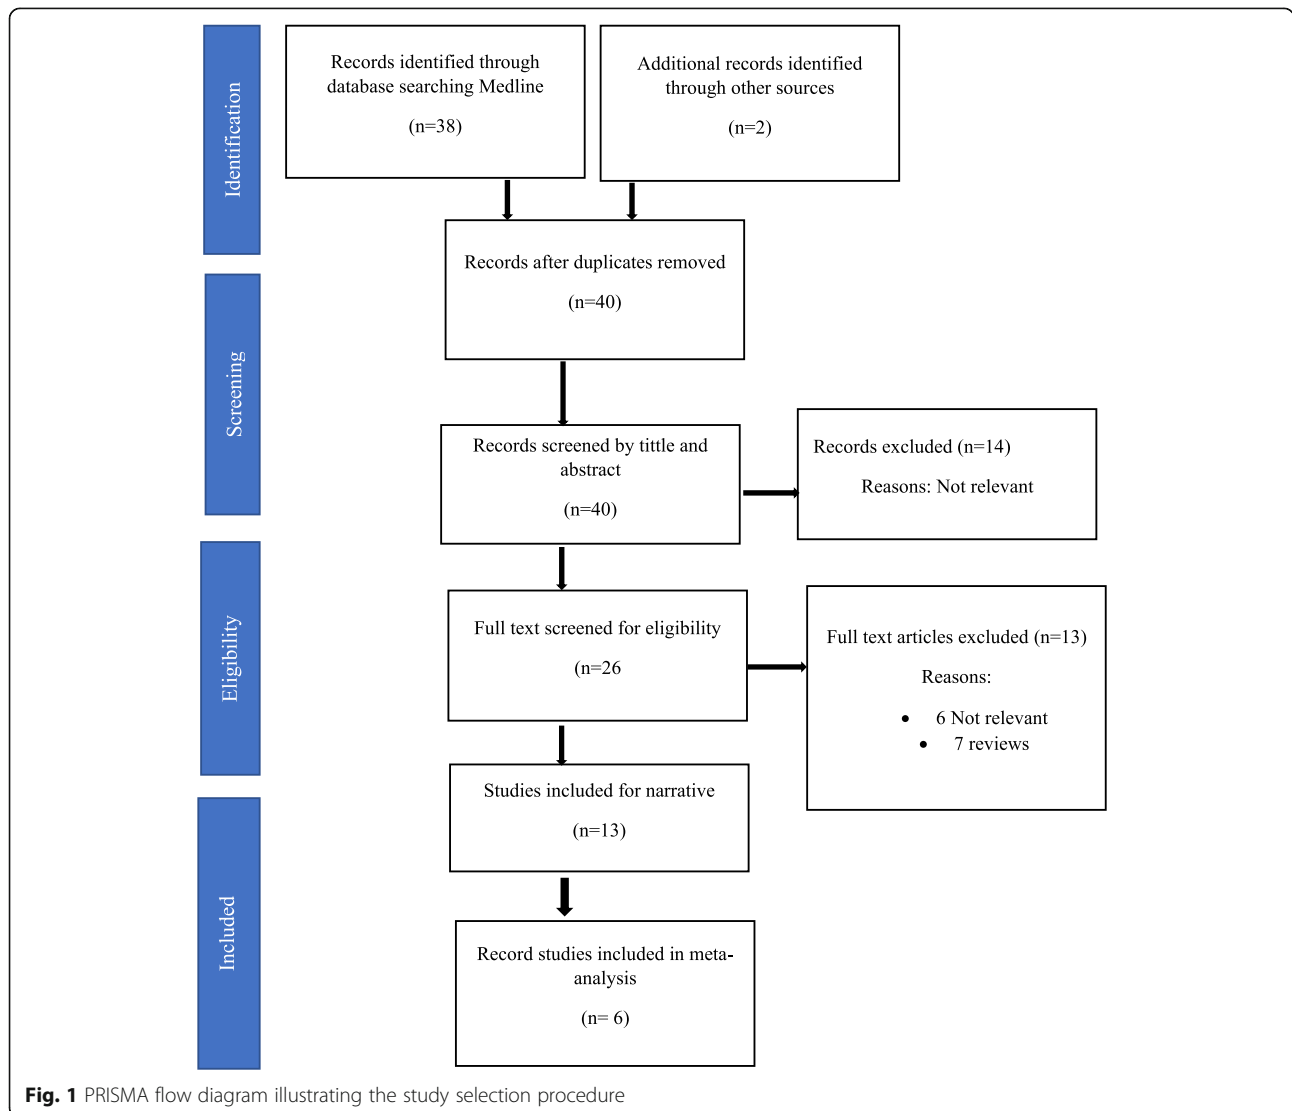 Identification
Records identified through
database searching Medline
(n=38)
Additional records identified
through other sources
(n=2)
Records after duplicates removed
(n=40)
Screening
Records screened by tittle and
abstract
(n=40)
Records excluded (n=14)
Reasons: Not relevant
Eligibility
Full text screened for eligibility
(n=26
Full text articles excluded (n=13)
Reasons:
• 6 Not relevant
• 7 reviews
Included
Studies included for narrative
(n=13)
Record studies included in meta-
analysis
(n= 6)
Fig. 1 PRISMA flow diagram illustrating the study selection procedure